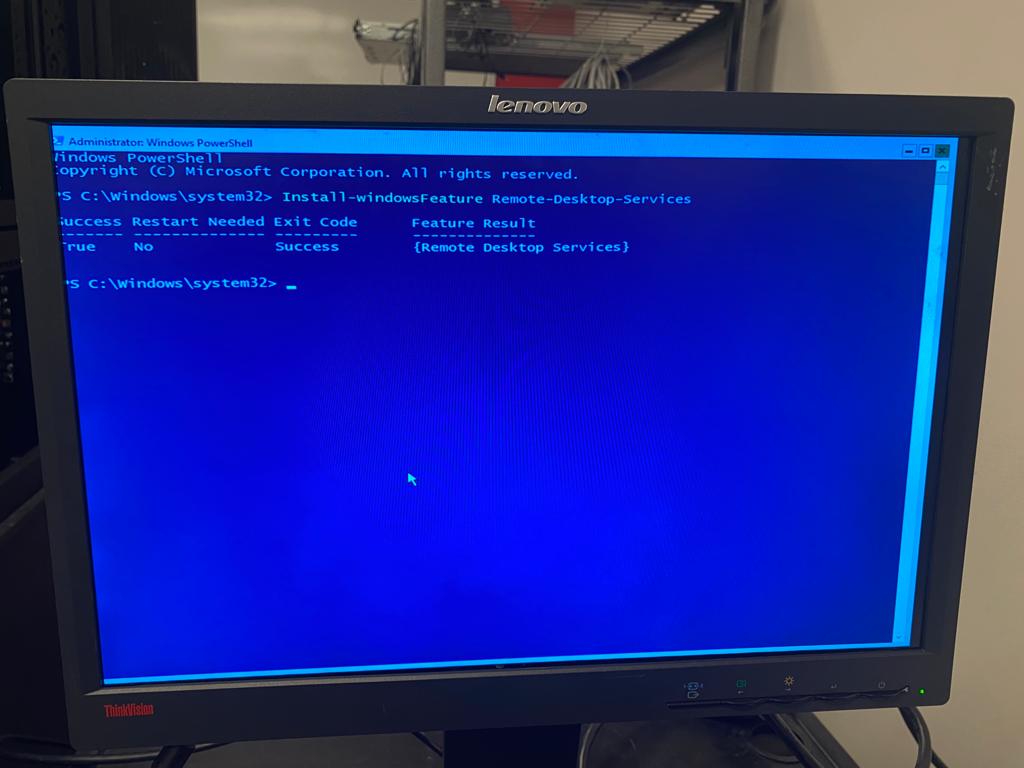 lenovo
Administrator: Windows PowerShell
Windows PowerShell
Copyright (C) Microsoft Corporation. All rights reserved.
PS C:\Windows\system32> Install-windowsFeature Remote-Desktop-Services
Success Restart Needed Exit Code Feature Result
------- -------------- --------- --------------
True No Success {Remote Desktop Services}
PS C:\Windows\system32> _
ThinkVision